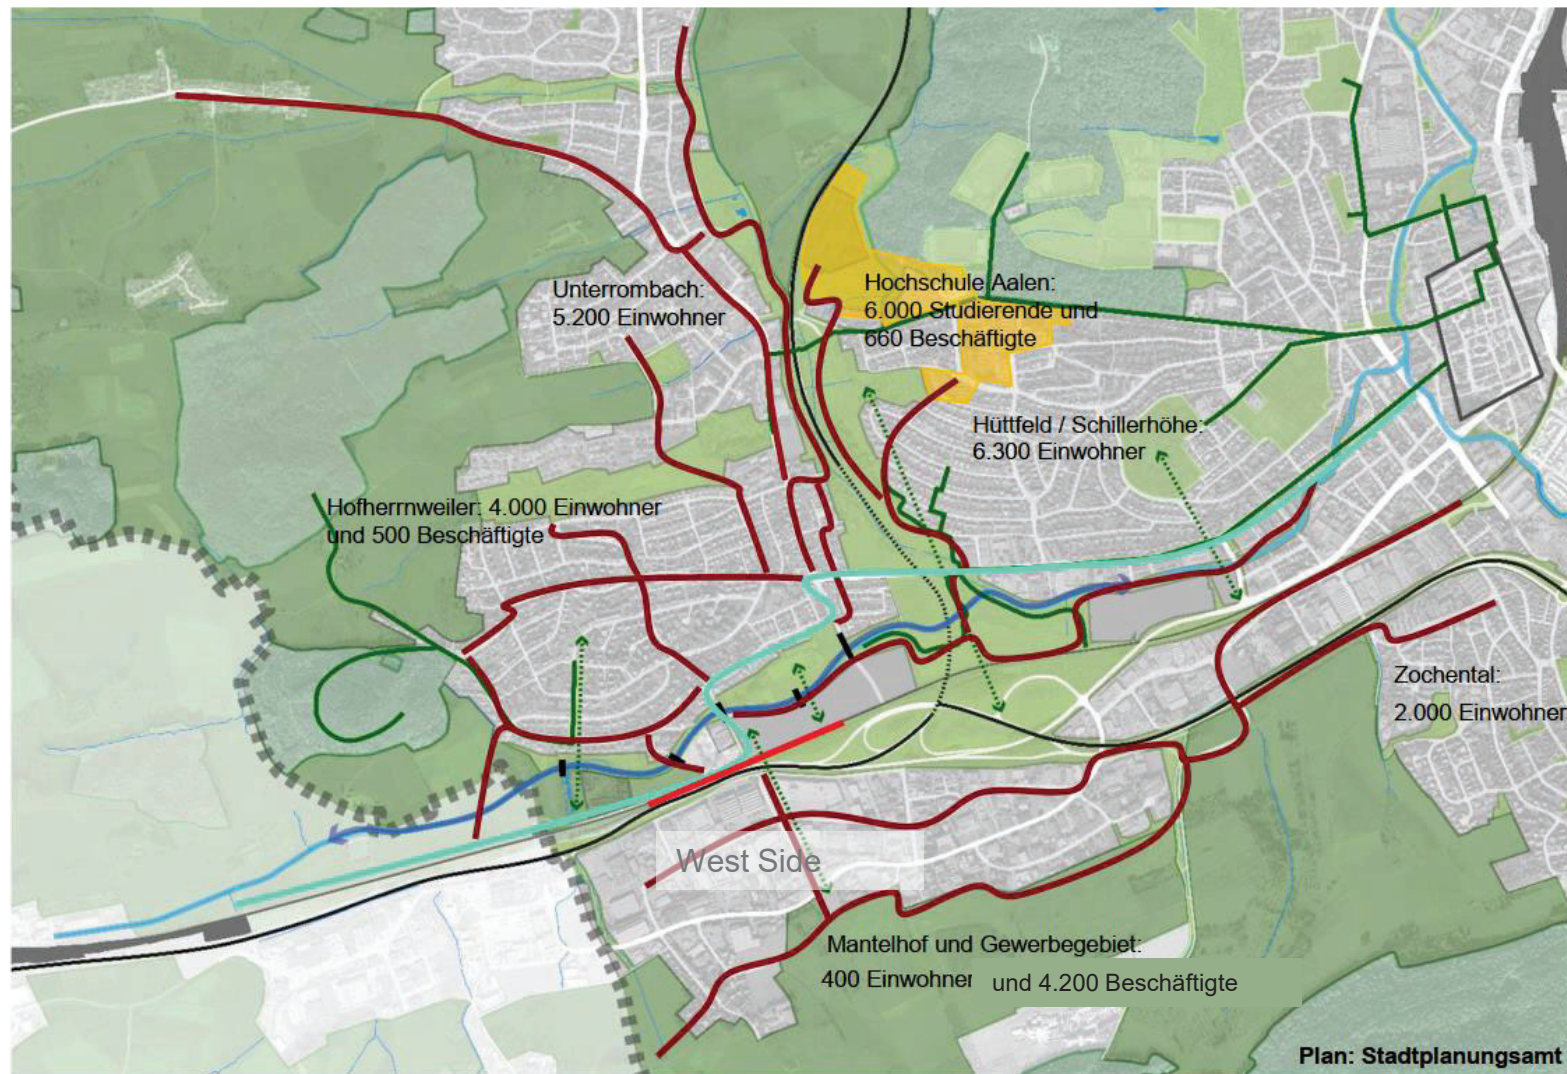 Unterrombach:
5.200 Einwohner
Hochschule Aalen:
6.000 Studierende und
660 Beschäftigte
Hüttfeld / Schillerhöhe:
6.300 Einwohner
Hofherrnweiler: 4.000 Einwohner
und 500 Beschäftigte
Zochental:
2.000 Einwohner
West Side
Mantelhof und Gewerbegebiet:
400 Einwohner und 4.200 Beschäftigte
Plan: Stadtplanungsamt